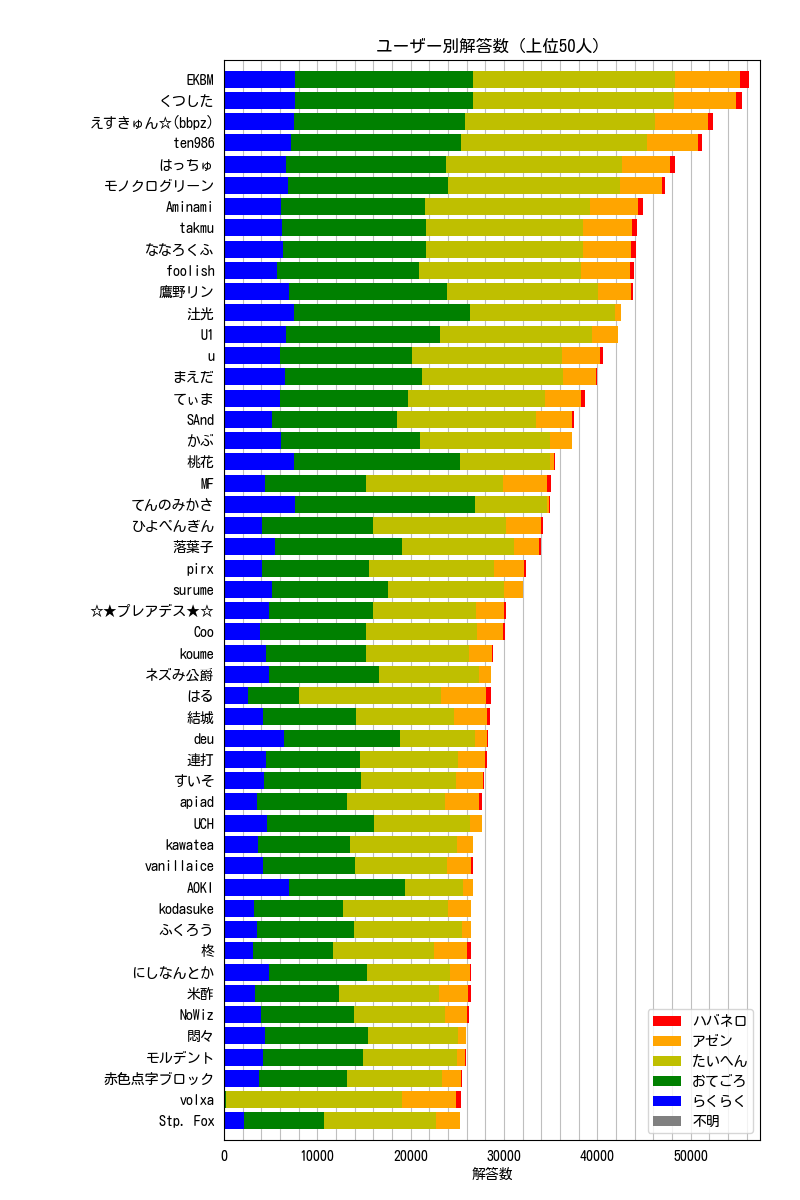 ユーザー別解答数 (上位50人)
EKBM
くつした
えすきゅん☆(bbpz)
ten986
はっちゅ
モノクログリーン
Aminami
takmu
ななろくふ
foolish
鷹野リン
汢光
U1
u
まえだ
てぃま
SAnd
かぶ
桃花
MF
てんのみかさ
ひよぺんぎん
落葉子
pirx
surume
☆★プレアデス★☆
Coo
koume
ネズみ公爵
はる
結城
deu
連打
すいそ
apiad
UCH
kawatea
vanillaice
AOKI
kodasuke
ふくろう
柊
にしなんとか
米酢
NoWiz
悶々
モルデント
赤色点字ブロック
volxa
Stp. Fox
ハバネロ
アゼン
たいへん
おてごろ
らくらく
不明
0 10000 20000 30000 40000 50000
解答数